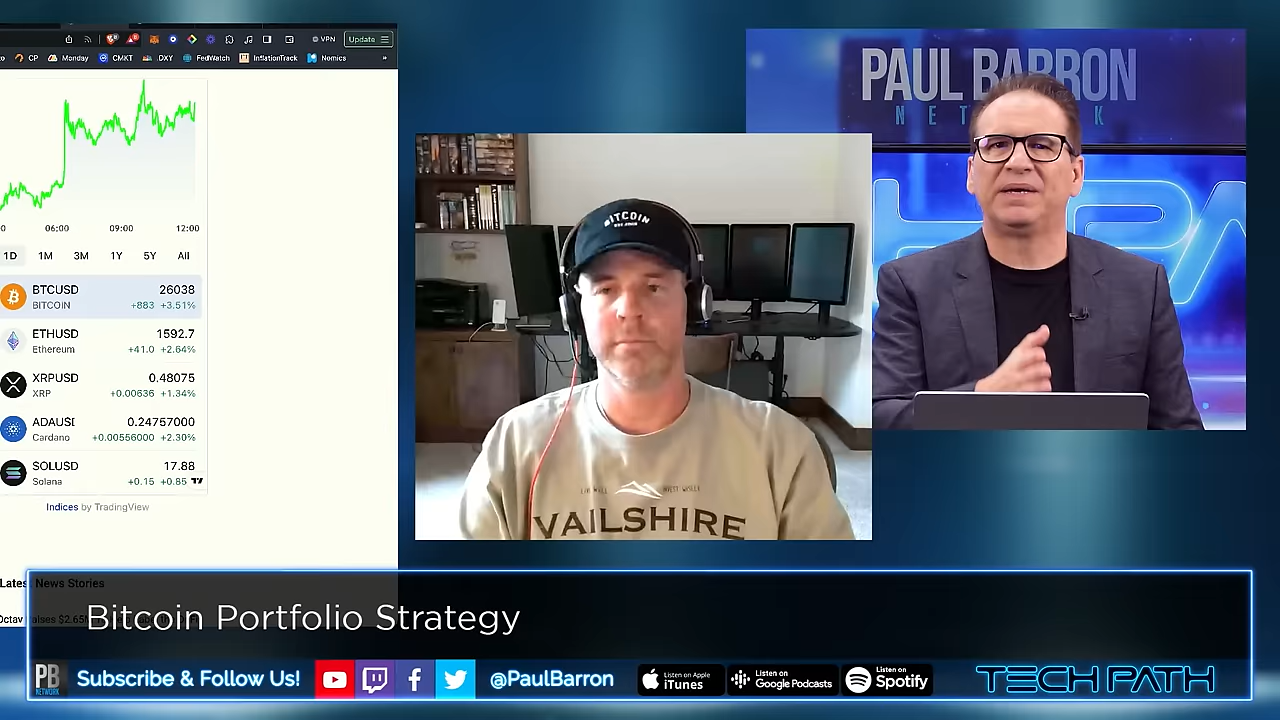 VPN
Update
CP
Monday
CMKT
DXY
FedWatch
InflationTrack
Nomics
»
06:00
09:00
12:00
1D
1M
3M
1Y
5Y
All
BTCUSD 26038
BITCOIN +883 +3.51%
ETHUSD 1592.7
Ethereum +41.0 +2.64%
XRPUSD 0.48075
XRP +0.00636 +1.34%
ADAUSD 0.24757000
Cardano +0.00556000 +2.30%
SOLUSD 17.88
Solana +0.15 +0.85
Indices by TradingView
Latest News Stories
PAUL BARRON
NETWORK
BITCOIN
VAILSHIRE
Bitcoin Portfolio Strategy
PB
NETWORK
Subscribe & Follow Us!
@PaulBarron
Listen on Apple
iTunes
Listen on
Google Podcasts
Listen on
Spotify
TECH PATH